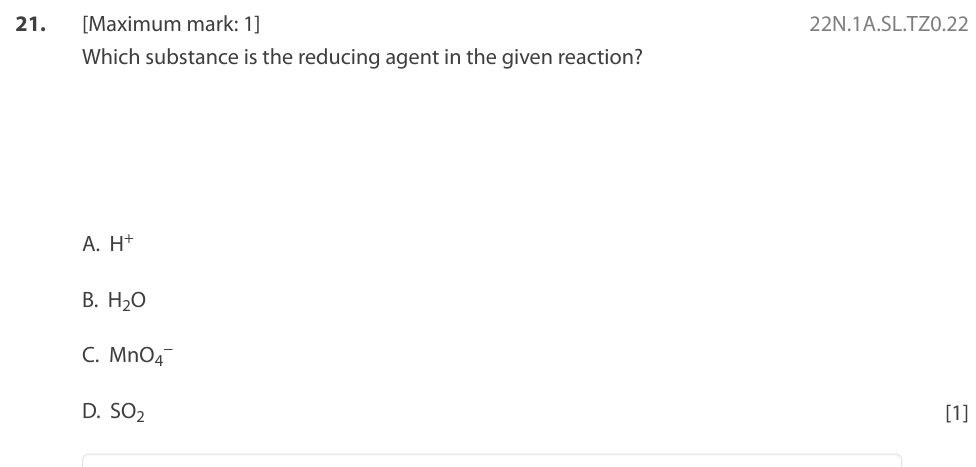 21. [Maximum mark: 1] 22N.1A.SL.TZ0.22
Which substance is the reducing agent in the given reaction?
A. H⁺
B. H₂O
C. MnO₄⁻
D. SO₂ [1]